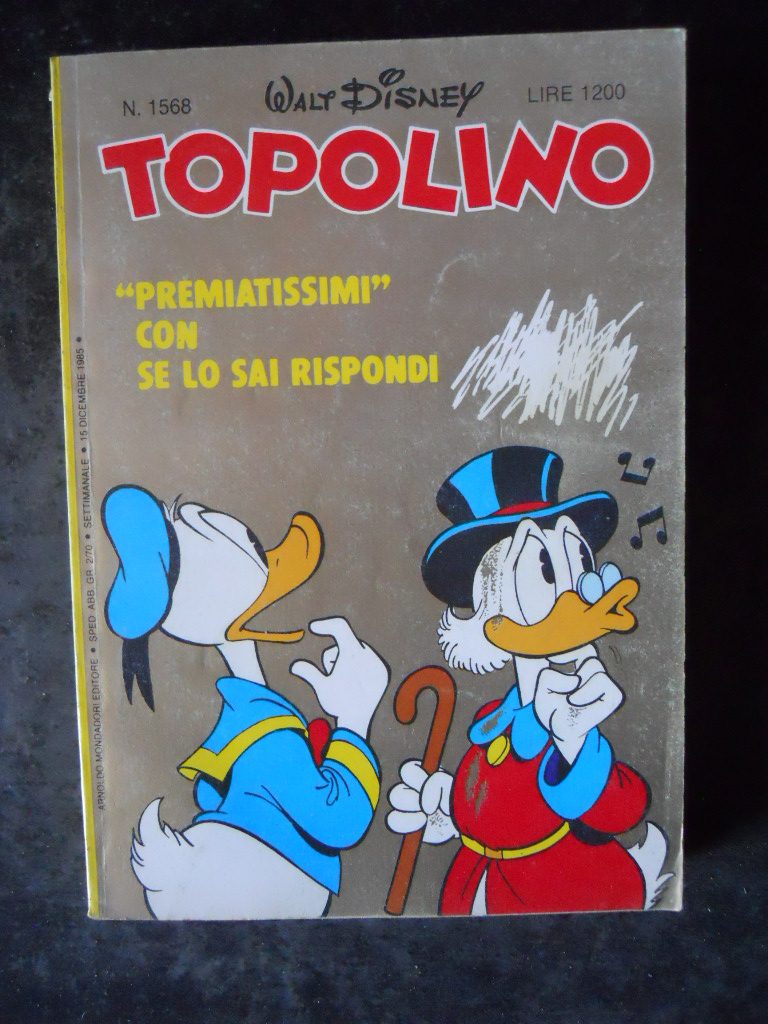 N. 1568
WALT DISNEY
LIRE 1200
TOPOLINO
“PREMIATISSIMI”
CON
SE LO SAI RISPONDI
ARNOLDO MONDADORI EDITORE • SPED. ABB. GR. 2/70 • SETTIMANALE • 15 DICEMBRE 1985 •